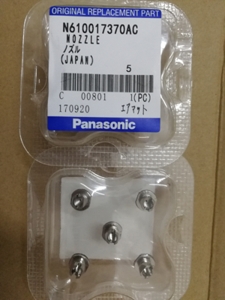 ORIGINAL REPLACEMENT PART
N610017370AC
NOZZLE
ノズル
(JAPAN)
5
C 00801 1(PC)
170920 エアマット
Panasonic